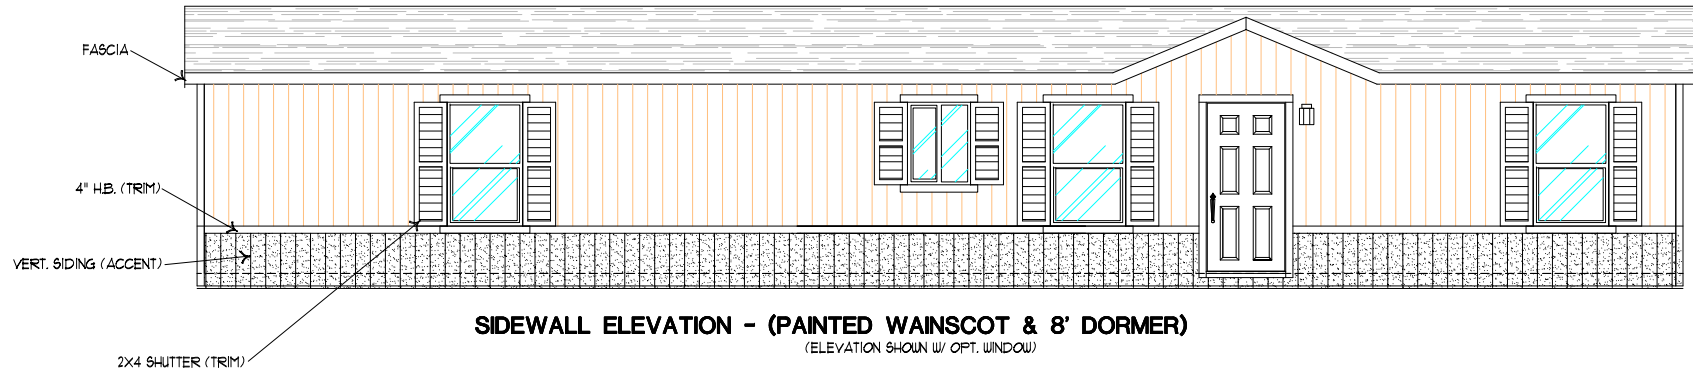 FASCIA
4" H.B. (TRIM)
VERT. SIDING (ACCENT)
2X4 SHUTTER (TRIM)
SIDEWALL ELEVATION - (PAINTED WAINSCOT & 8' DORMER)
(ELEVATION SHOWN W/ OPT. WINDOW)